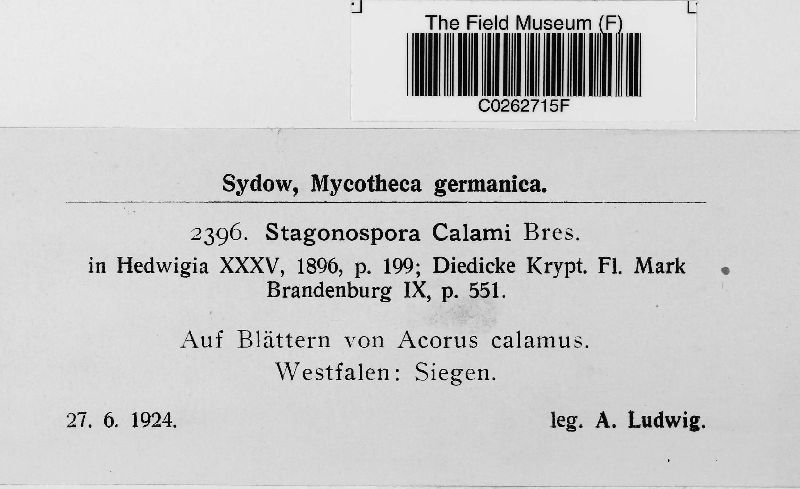 The Field Museum (F)
C0262715F
Sydow, Mycotheca germanica.
2396. Stagonospora Calami Bres.
in Hedwigia XXXV, 1896, p. 199; Diedicke Krypt. Fl. Mark
Brandenburg IX, p. 551.
Auf Blättern von Acorus calamus.
Westfalen: Siegen.
27. 6. 1924. leg. A. Ludwig.